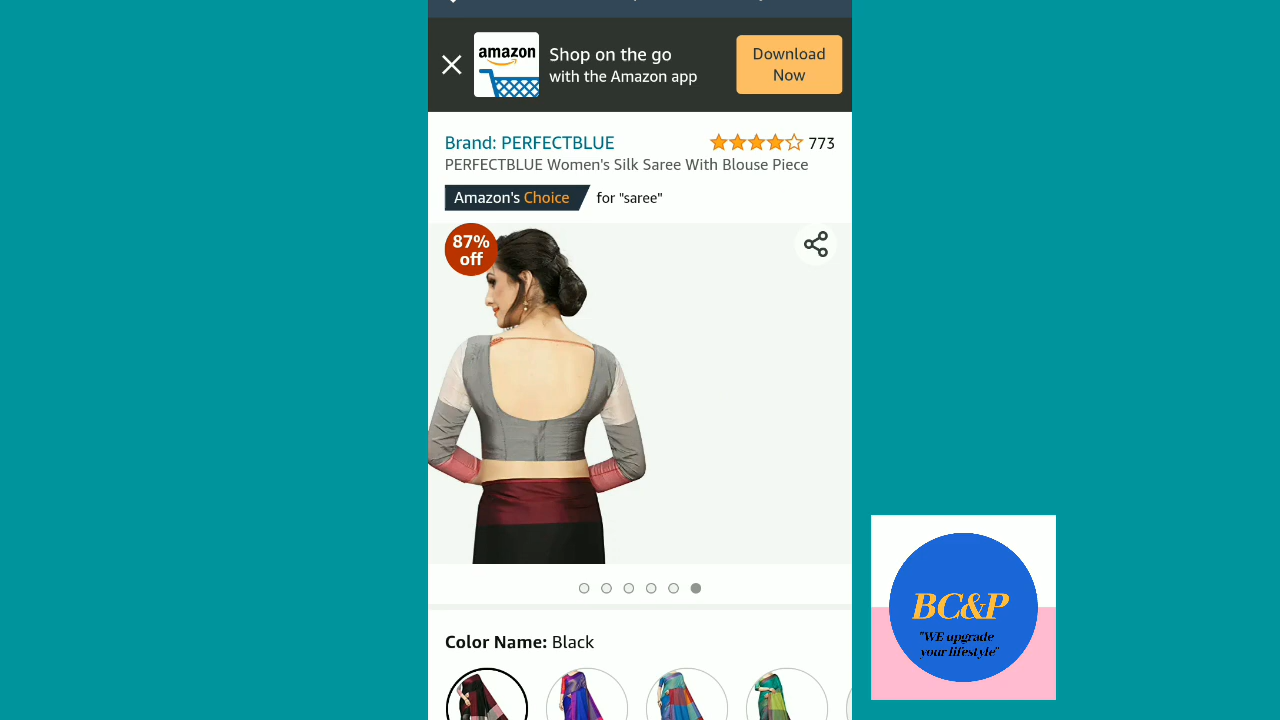 amazon
Shop on the go
with the Amazon app
Download
Now
Brand: PERFECTBLUE
773
PERFECTBLUE Women's Silk Saree With Blouse Piece
Amazon's Choice for "saree"
87%
off
Color Name: Black
BC&P
"WE upgrade
your lifestyle"